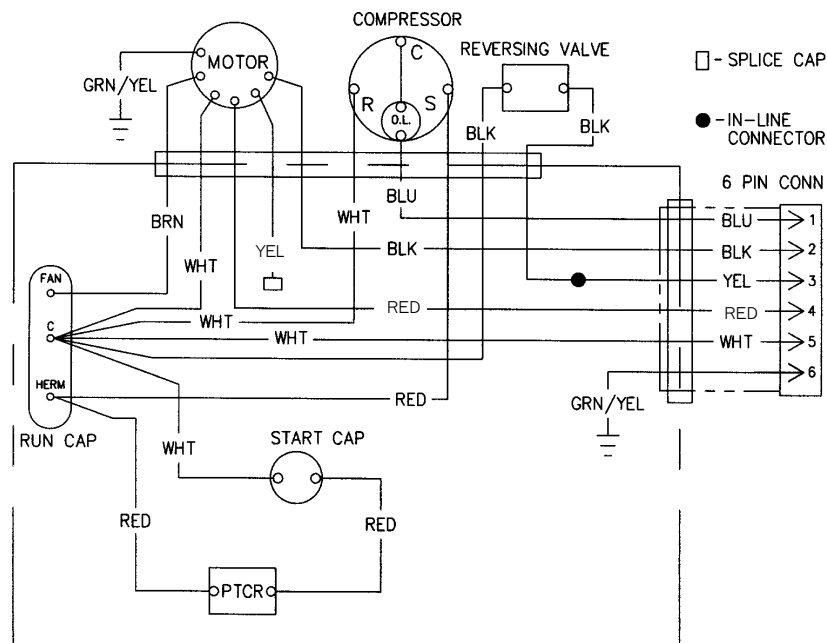 COMPRESSOR
MOTOR
C
REVERSING VALVE
- SPLICE CAP
GRN/YEL
R
S
O.L.
BLK
BLK
- IN-LINE
CONNECTOR
6 PIN CONN
BLU
BRN
WHT
BLU
1
WHT
YEL
BLK
BLK
2
FAN
YEL
3
RED
RED
4
C
WHT
WHT
WHT
5
6
HERM
RED
GRN/YEL
RUN CAP
WHT
START CAP
RED
RED
PTCR